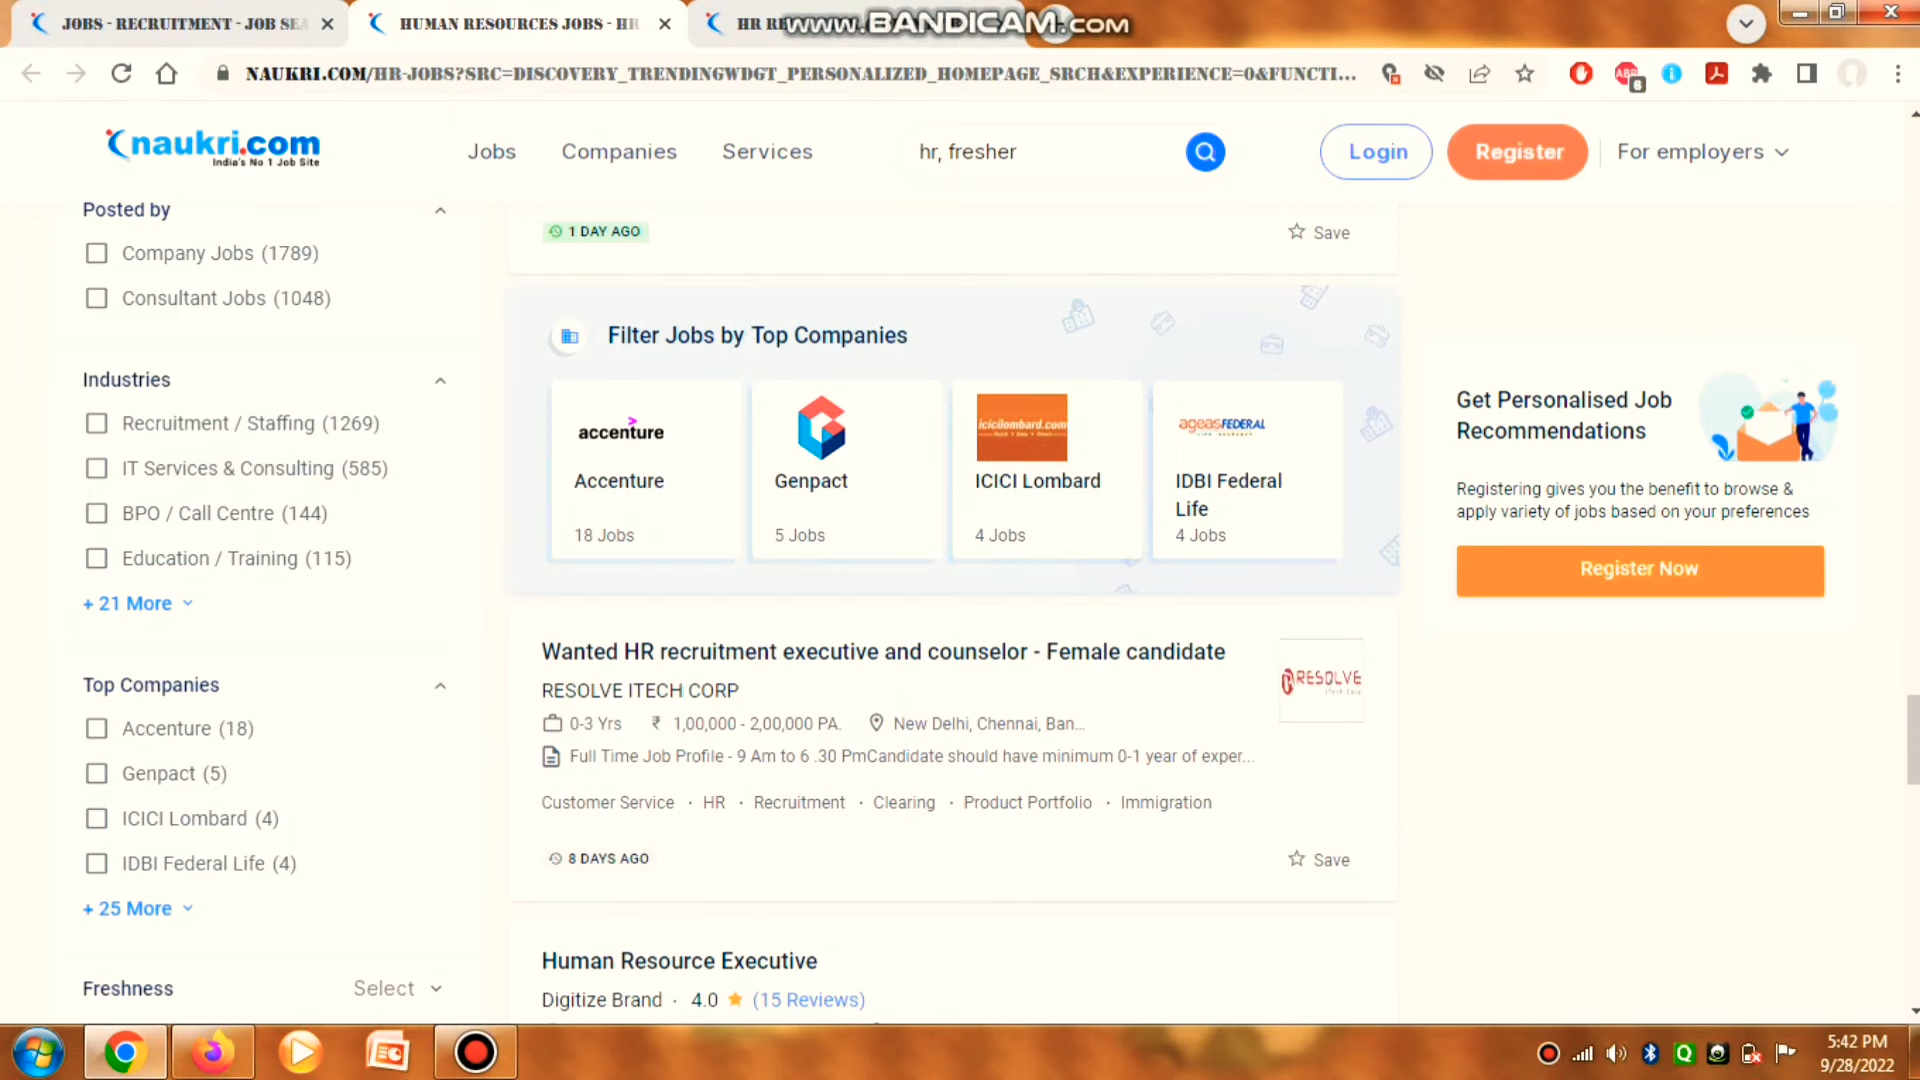 JOBS - RECRUITMENT - JOB SEA
HUMAN RESOURCES JOBS - HR
HR RE
WWW.BANDICAM.COM
NAUKRI.COM/HR-JOBS?SRC=DISCOVERY_TRENDINGWDGT_PERSONALIZED_HOMEPAGE_SRCH&EXPERIENCE=0&FUNCTI...
ABP
6
naukri.com
India's No 1 Job Site
Jobs
Companies
Services
hr, fresher
Login
Register
For employers
Posted by
Company Jobs (1789)
Consultant Jobs (1048)
Industries
Recruitment / Staffing (1269)
IT Services & Consulting (585)
BPO / Call Centre (144)
Education / Training (115)
+ 21 More
Top Companies
Accenture (18)
Genpact (5)
ICICI Lombard (4)
IDBI Federal Life (4)
+ 25 More
Freshness
Select
1 DAY AGO
Save
Filter Jobs by Top Companies
accenture
Accenture
18 Jobs
Genpact
5 Jobs
icicilombard.com
ICICI Lombard
4 Jobs
ageas FEDERAL
LIFE INSURANCE
IDBI Federal
Life
4 Jobs
Wanted HR recruitment executive and counselor - Female candidate
RESOLVE ITECH CORP
RESOLVE
iTech Corp
0-3 Yrs
₹ 1,00,000 - 2,00,000 PA.
New Delhi, Chennai, Ban...
Full Time Job Profile - 9 Am to 6 .30 PmCandidate should have minimum 0-1 year of exper...
Customer Service · HR · Recruitment · Clearing · Product Portfolio · Immigration
8 DAYS AGO
Save
Human Resource Executive
Digitize Brand · 4.0 ★ (15 Reviews)
Get Personalised Job
Recommendations
Registering gives you the benefit to browse &
apply variety of jobs based on your preferences
Register Now
5:42 PM
9/28/2022